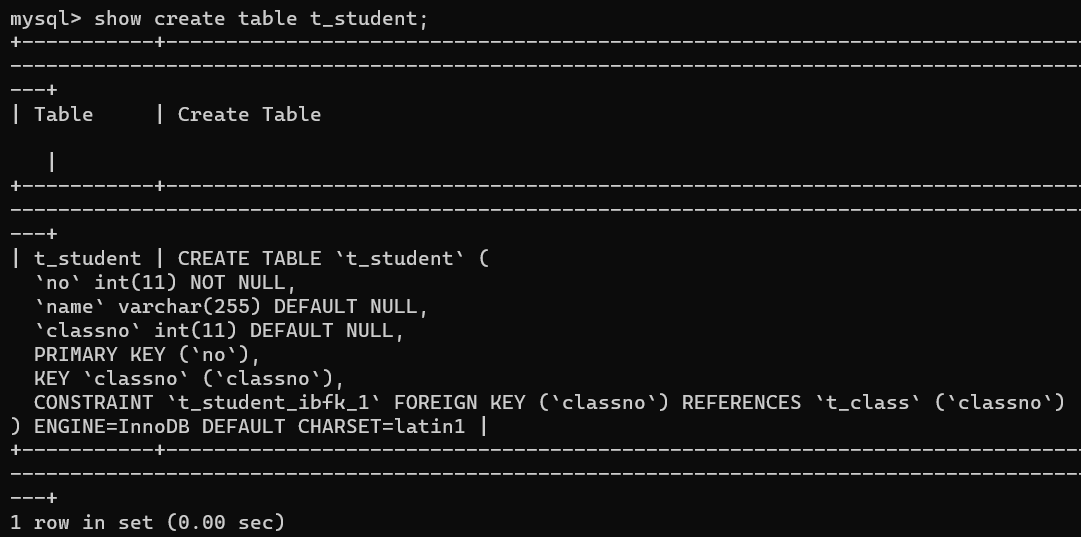 mysql> show create table t_student;
+-----------+----------------------------------------------------------------------------
------------------------------------------------------------------------------------------
---+
| Table     | Create Table

   |
+-----------+----------------------------------------------------------------------------
------------------------------------------------------------------------------------------
---+
| t_student | CREATE TABLE `t_student` (
  `no` int(11) NOT NULL,
  `name` varchar(255) DEFAULT NULL,
  `classno` int(11) DEFAULT NULL,
  PRIMARY KEY (`no`),
  KEY `classno` (`classno`),
  CONSTRAINT `t_student_ibfk_1` FOREIGN KEY (`classno`) REFERENCES `t_class` (`classno`)
) ENGINE=InnoDB DEFAULT CHARSET=latin1 |
+-----------+----------------------------------------------------------------------------
------------------------------------------------------------------------------------------
---+
1 row in set (0.00 sec)